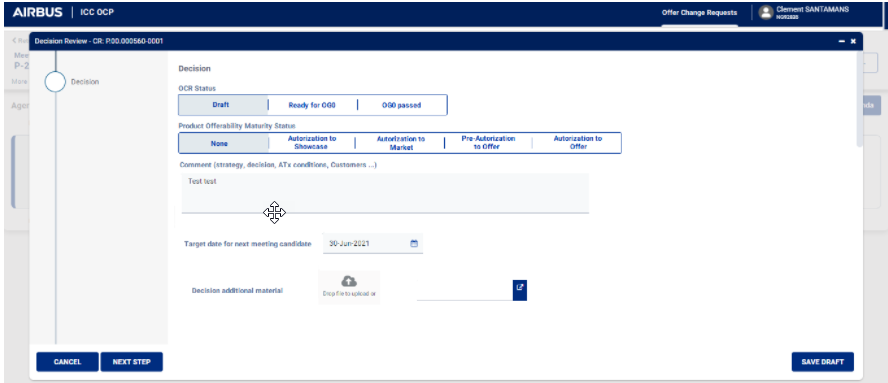 AIRBUS | ICC OCP
Offer Change Requests
Clement SANTAMANS
Decision Review - CR: P.00.000560-0001
Decision
Decision
OCR Status
Draft
Ready for OG0
OG0 passed
Product Offerability Maturity Status
None
Autorization to Showcase
Autorization to Market
Pre-Autorization to Offer
Autorization to Offer
Comment (strategy, decision, ATx conditions, Customers ...)
Test test
Target date for next meeting candidate
30-Jun-2021
Decision additional material
Drop file to upload or
CANCEL
NEXT STEP
SAVE DRAFT